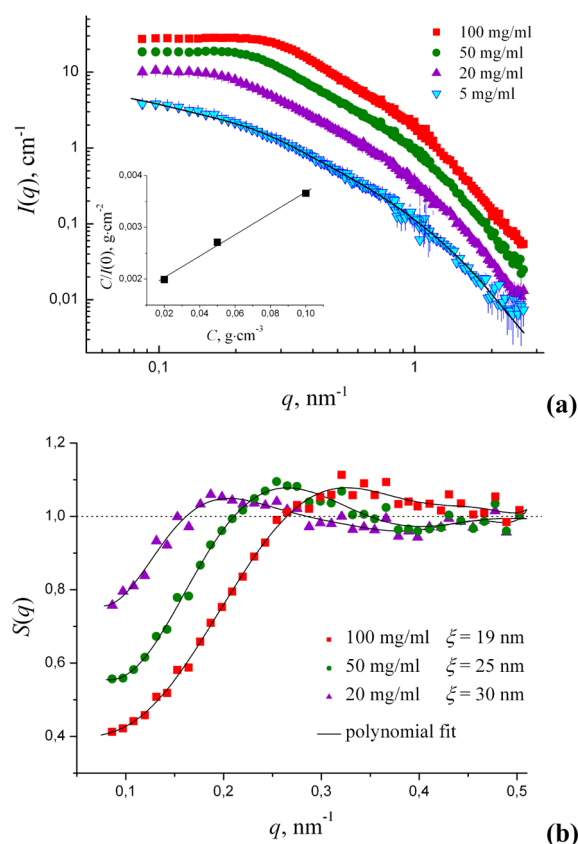 (a)
100 mg/ml
50 mg/ml
20 mg/ml
5 mg/ml
I(q), cm⁻¹
10
1
0,1
0,01
C/I(0), g·cm⁻²
0,004
0,003
0,002
0,02 0,04 0,06 0,08 0,10
C, g·cm⁻³
0,1 1
q, nm⁻¹
(b)
S(q)
1,2
1,0
0,8
0,6
0,4
100 mg/ml ξ = 19 nm
50 mg/ml ξ = 25 nm
20 mg/ml ξ = 30 nm
polynomial fit
0,1 0,2 0,3 0,4 0,5
q, nm⁻¹